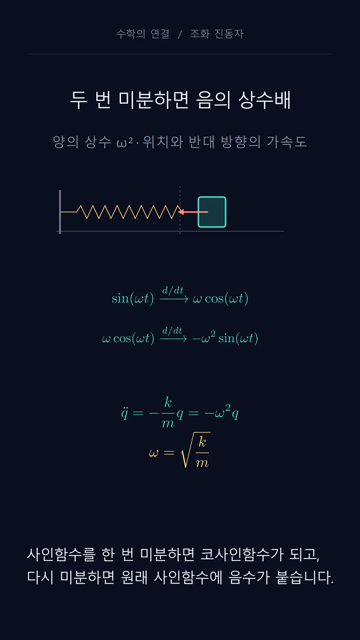 수학의 연결 / 조화 진동자
두 번 미분하면 음의 상수배
양의 상수 ω² · 위치와 반대 방향의 가속도
sin(ωt) —d/dt→ ω cos(ωt)
ω cos(ωt) —d/dt→ −ω² sin(ωt)
q̈ = −k/m q = −ω²q
ω = √(k/m)
사인함수를 한 번 미분하면 코사인함수가 되고,
다시 미분하면 원래 사인함수에 음수가 붙습니다.